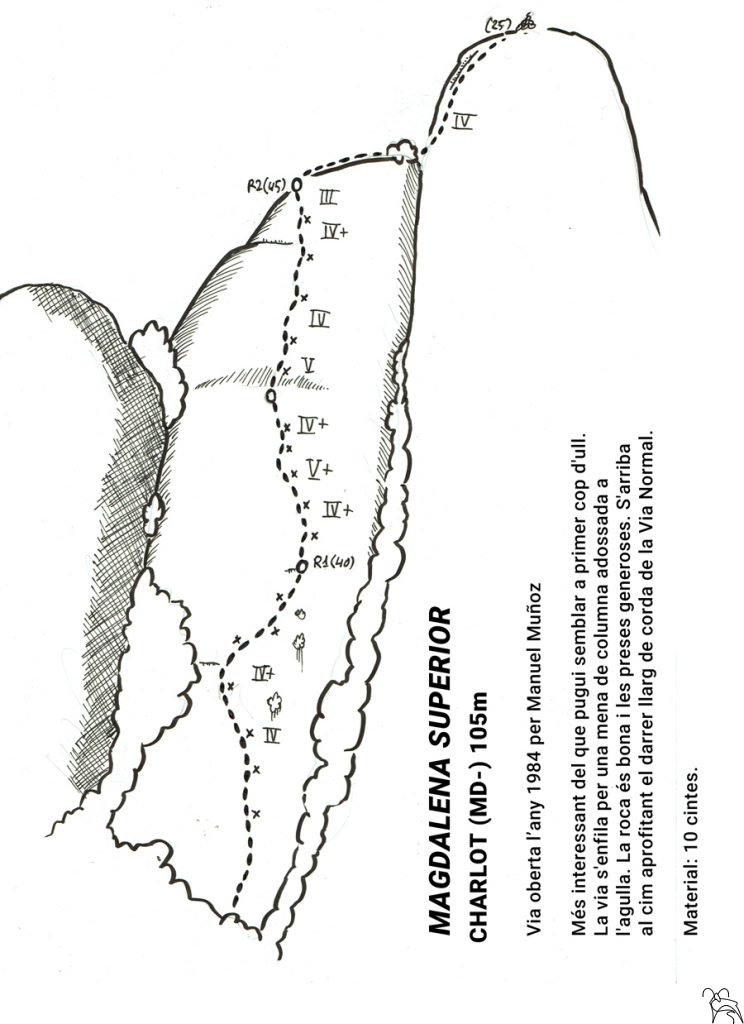 (25)
IV
R2(45)
III
IV+
IV
V
IV+
V+
IV+
R1(40)
IV+
IV
MAGDALENA SUPERIOR
CHARLOT (MD-) 105m
Via oberta l'any 1984 per Manuel Muñoz
Més interessant del que pugui semblar a primer cop d'ull.
La via s'enfila per una mena de columna adossada a
l'agulla. La roca és bona i les preses generoses. S'arriba
al cim aprofitant el darrer llarg de corda de la Via Normal.
Material: 10 cintes.